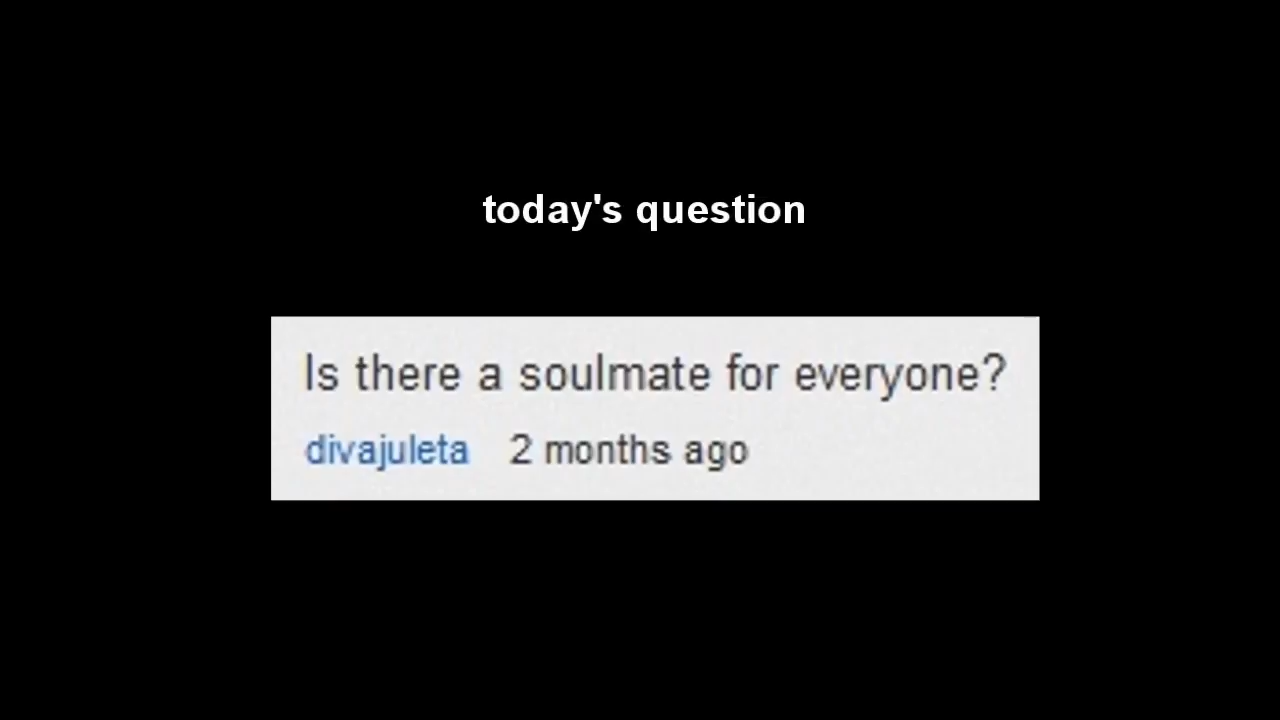 today's question
Is there a soulmate for everyone?
divajuleta 2 months ago